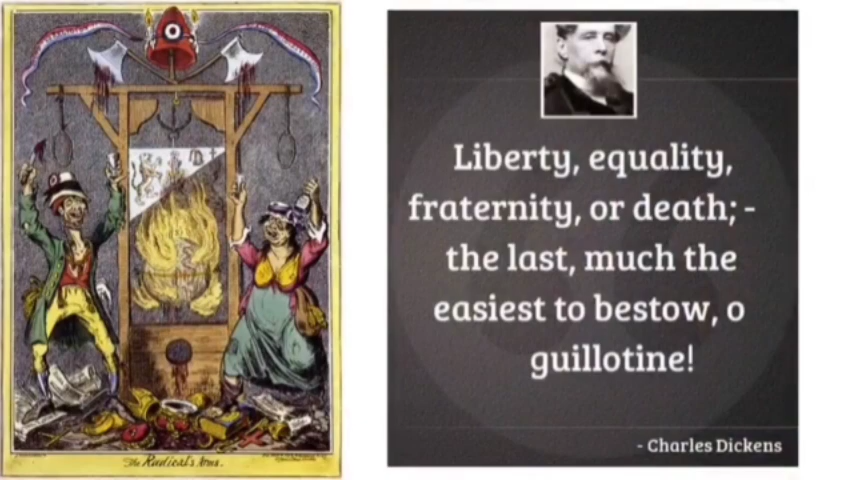 The Radical's Arms.
Liberty, equality,
fraternity, or death; -
the last, much the
easiest to bestow, o
guillotine!
- Charles Dickens